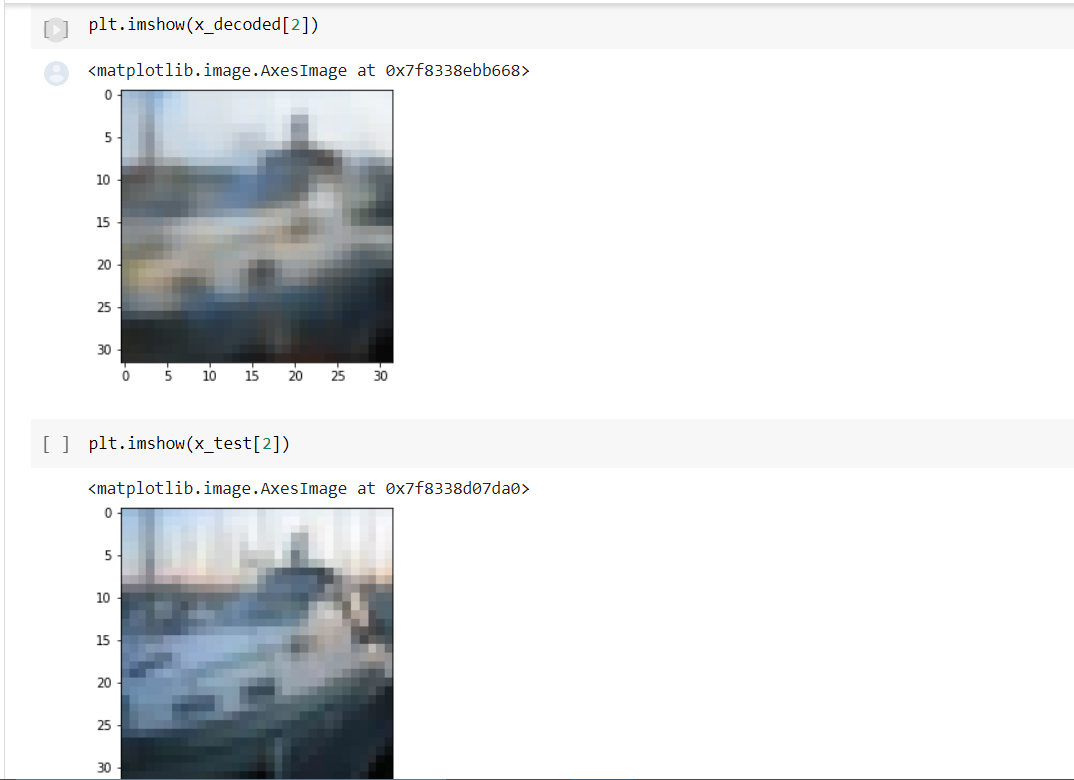 plt.imshow(x_decoded[2])
<matplotlib.image.AxesImage at 0x7f8338ebb668>
0
5
10
15
20
25
30
0 5 10 15 20 25 30
[ ] plt.imshow(x_test[2])
<matplotlib.image.AxesImage at 0x7f8338d07da0>
0
5
10
15
20
25
30